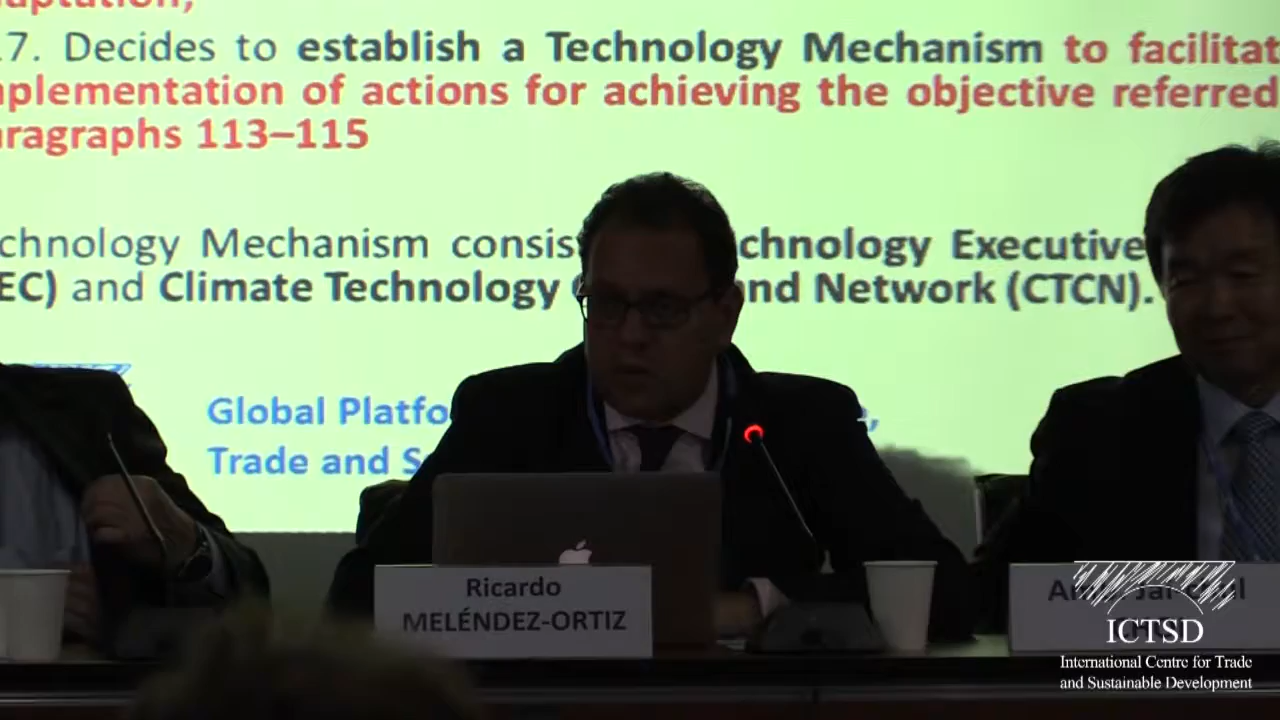 aptation,
17. Decides to establish a Technology Mechanism to facilitat
mplementation of actions for achieving the objective referred
aragraphs 113–115
chnology Mechanism consis chnology Executive
EC) and Climate Technology nd Network (CTCN).
Global Platfo
Trade and S
Ricardo
MELÉNDEZ-ORTIZ
ICTSD
International Centre for Trade
and Sustainable Development